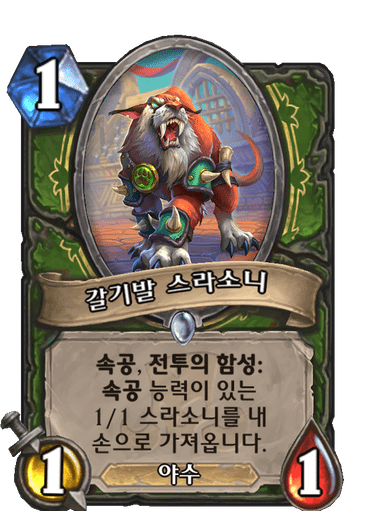 1
갈기발 스라소니
속공, 전투의 함성:
속공 능력이 있는
1/1 스라소니를 내
손으로 가져옵니다.
야수
1
1